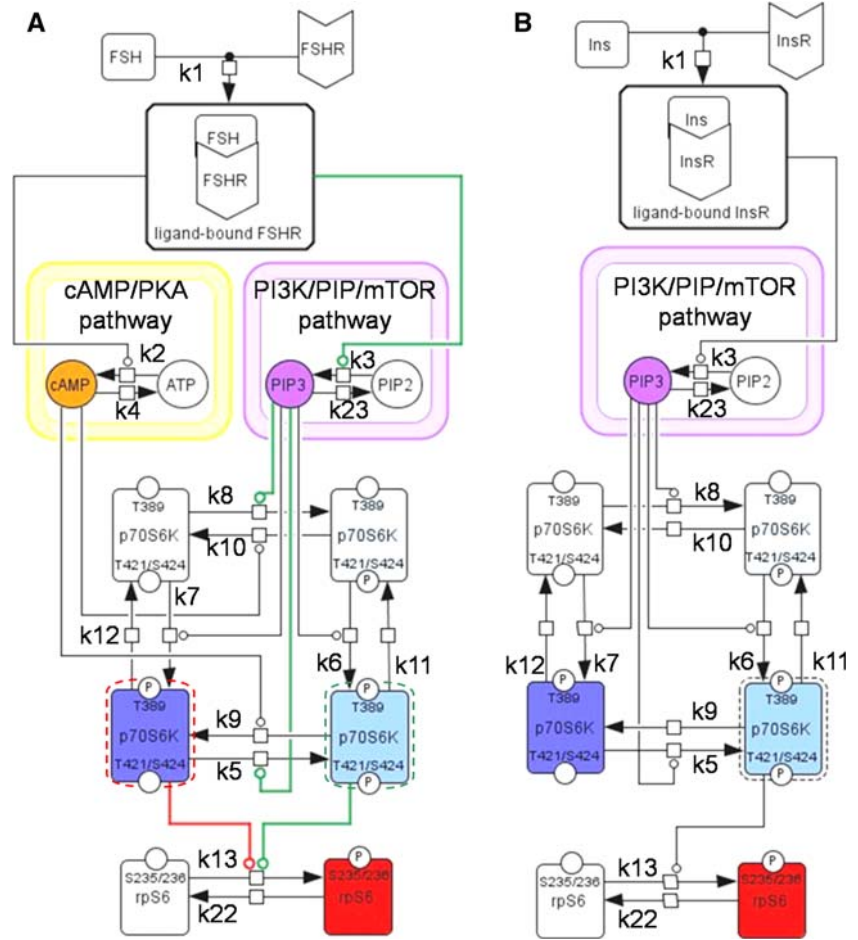 A
FSH
FSHR
k1
FSH
FSHR
ligand-bound FSHR
cAMP/PKA
pathway
PI3K/PIP/mTOR
pathway
k2
cAMP
ATP
k4
k3
PIP3
PIP2
k23
T389
p70S6K
T421/S424
k8
k10
T389
p70S6K
T421/S424
P
k7
k12
k6
k11
P
T389
p70S6K
T421/S424
k9
k5
P
T389
p70S6K
T421/S424
P
k13
S235/236
rpS6
k22
P
S235/236
rpS6
B
Ins
InsR
k1
Ins
InsR
ligand-bound InsR
PI3K/PIP/mTOR
pathway
k3
PIP3
PIP2
k23
T389
p70S6K
T421/S424
k8
k10
T389
p70S6K
T421/S424
P
k12
k7
k6
k11
P
T389
p70S6K
T421/S424
k9
k5
P
T389
p70S6K
T421/S424
P
k13
S235/236
rpS6
k22
P
S235/236
rpS6